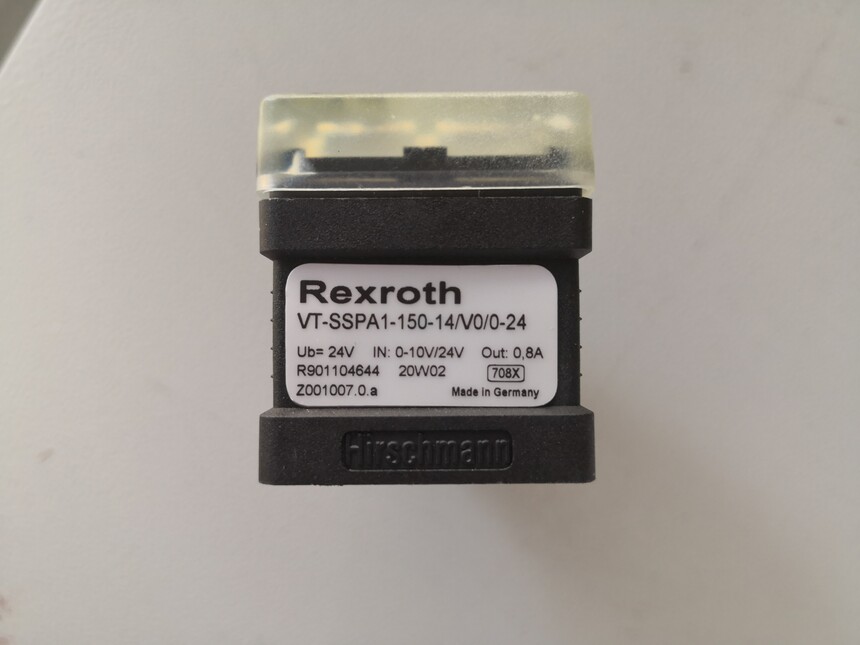 Rexroth
VT-SSPA1-150-14/V0/0-24
Ub= 24V IN: 0-10V/24V Out: 0,8A
R901104644 20W02 708X
Z001007.0.a Made in Germany
Hirschmann